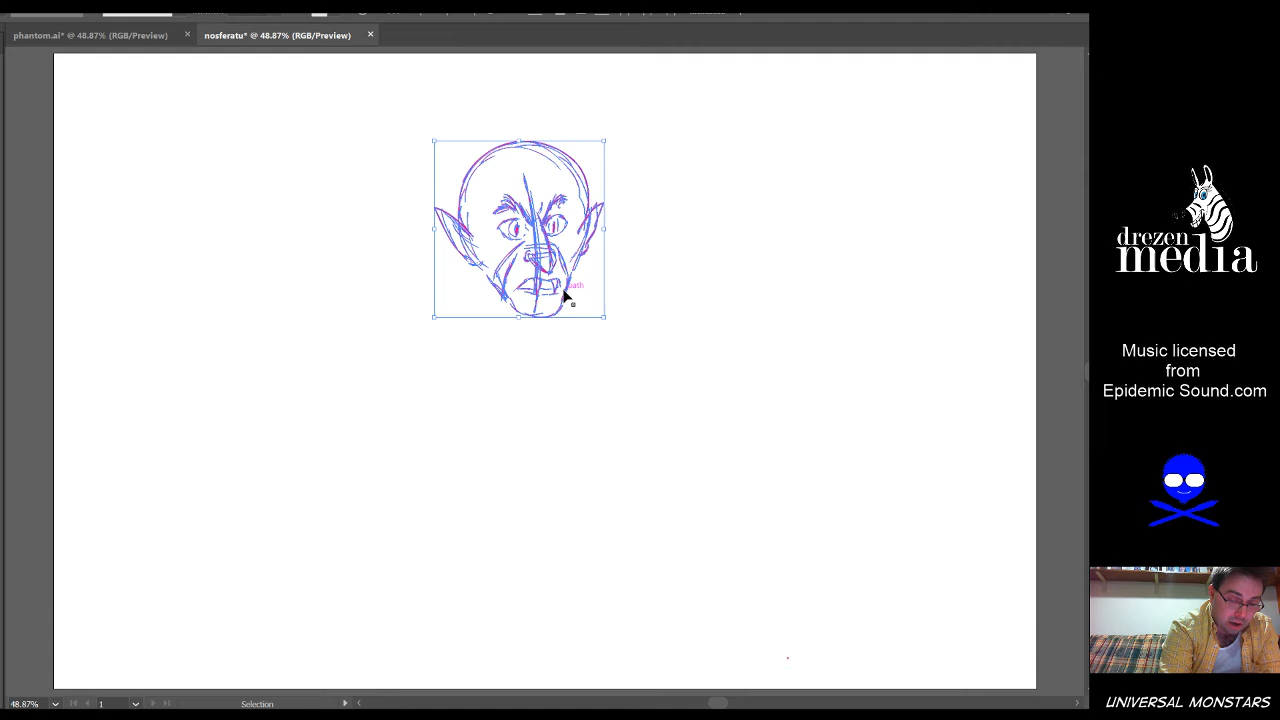 phantom.ai* @ 48.87% (RGB/Preview)
nosferatu* @ 48.87% (RGB/Preview)
path
drezen
media
Music licensed
from
Epidemic Sound.com
48.87%
1
Selection
UNIVERSAL MONSTARS